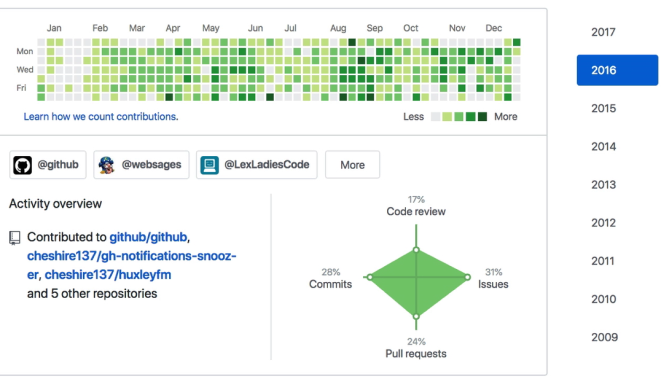 Jan Feb Mar Apr May Jun Jul Aug Sep Oct Nov Dec
Mon
Wed
Fri
Learn how we count contributions.
Less More
@github @websages @LexLadiesCode More
Activity overview
Contributed to github/github,
cheshire137/gh-notifications-snooz-
er, cheshire137/huxleyfm
and 5 other repositories
17%
Code review
28%
Commits
31%
Issues
24%
Pull requests
2017
2016
2015
2014
2013
2012
2011
2010
2009